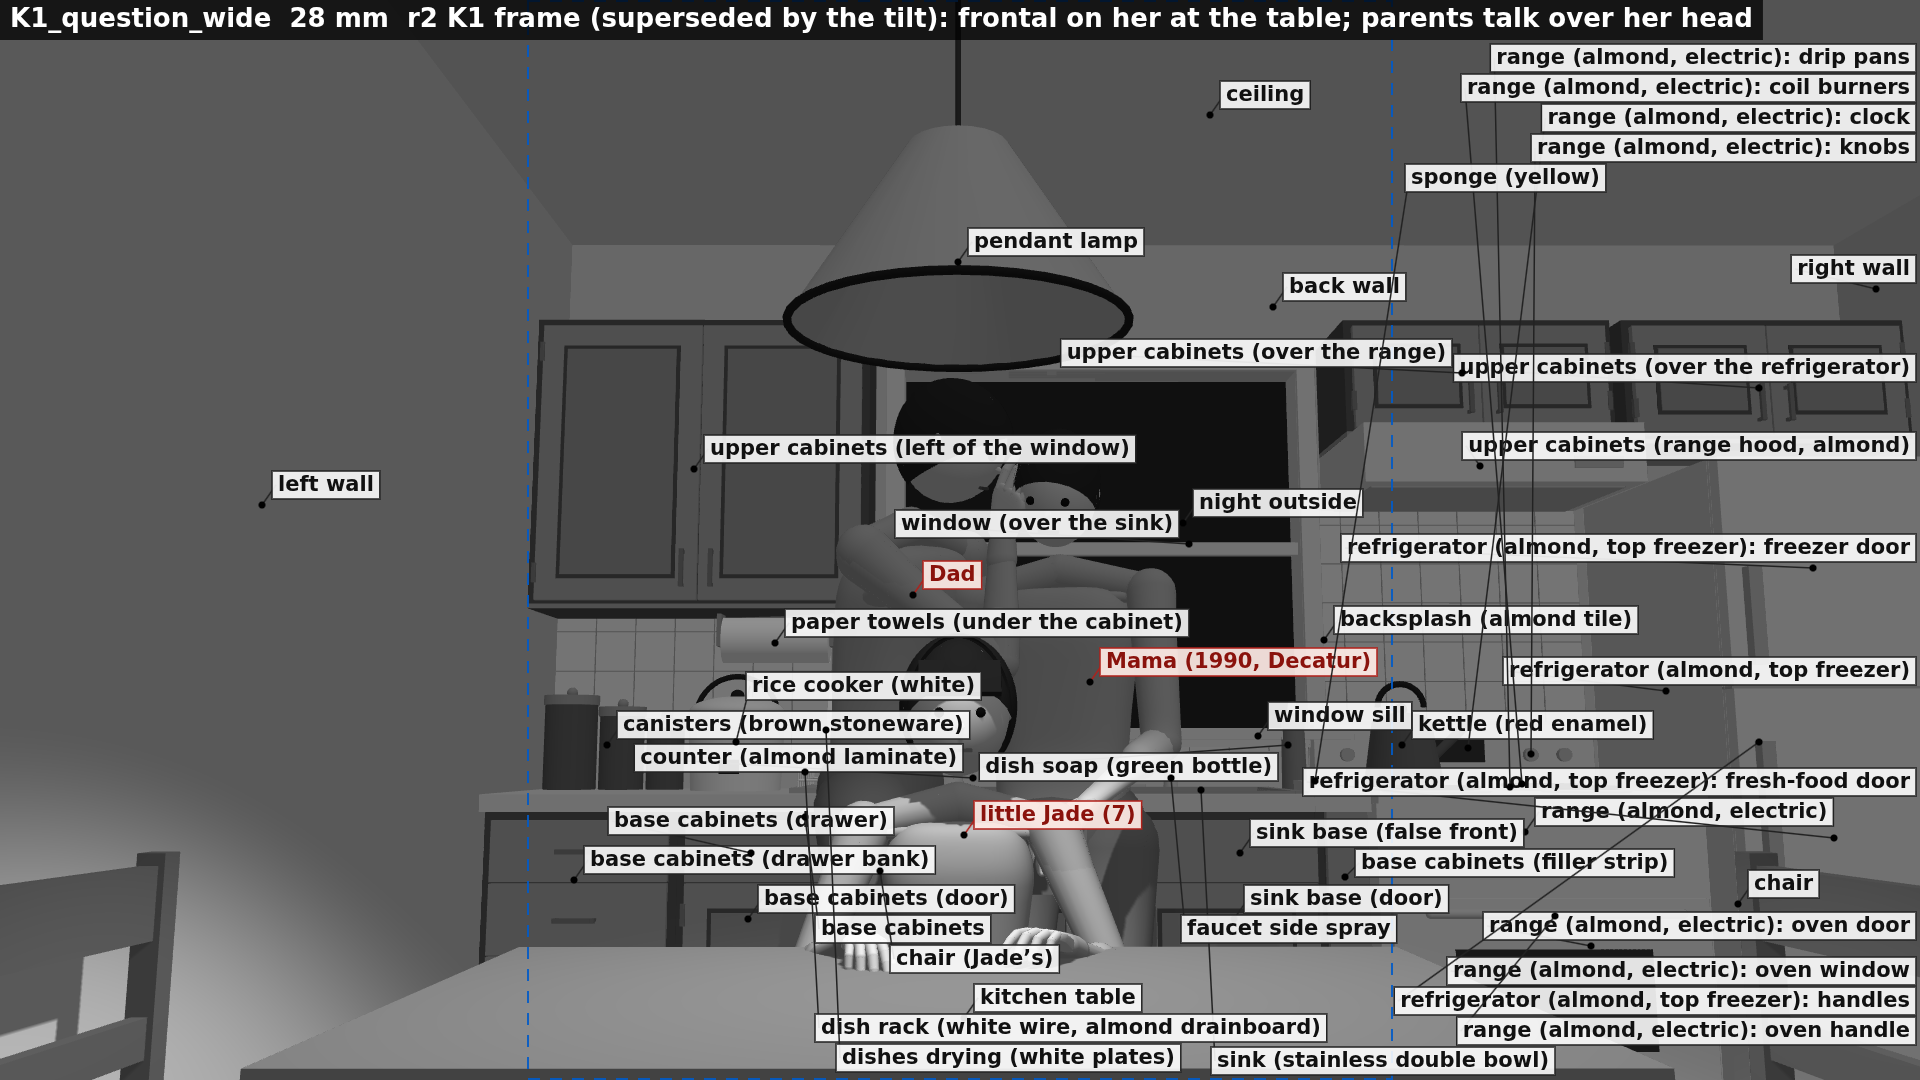 K1_question_wide  28 mm  r2 K1 frame (superseded by the tilt): frontal on her at the table; parents talk over her head
range (almond, electric): drip pans
range (almond, electric): coil burners
ceiling
range (almond, electric): clock
range (almond, electric): knobs
sponge (yellow)
pendant lamp
right wall
back wall
upper cabinets (over the range)
upper cabinets (over the refrigerator)
upper cabinets (left of the window)
upper cabinets (range hood, almond)
left wall
night outside
window (over the sink)
refrigerator (almond, top freezer): freezer door
Dad
paper towels (under the cabinet)
backsplash (almond tile)
Mama (1990, Decatur)
refrigerator (almond, top freezer)
rice cooker (white)
window sill
canisters (brown stoneware)
kettle (red enamel)
counter (almond laminate)
dish soap (green bottle)
refrigerator (almond, top freezer): fresh-food door
range (almond, electric)
little Jade (7)
base cabinets (drawer)
sink base (false front)
base cabinets (drawer bank)
base cabinets (filler strip)
chair
base cabinets (door)
sink base (door)
range (almond, electric): oven door
base cabinets
faucet side spray
chair (Jade’s)
range (almond, electric): oven window
kitchen table
refrigerator (almond, top freezer): handles
dish rack (white wire, almond drainboard)
range (almond, electric): oven handle
dishes drying (white plates)
sink (stainless double bowl)